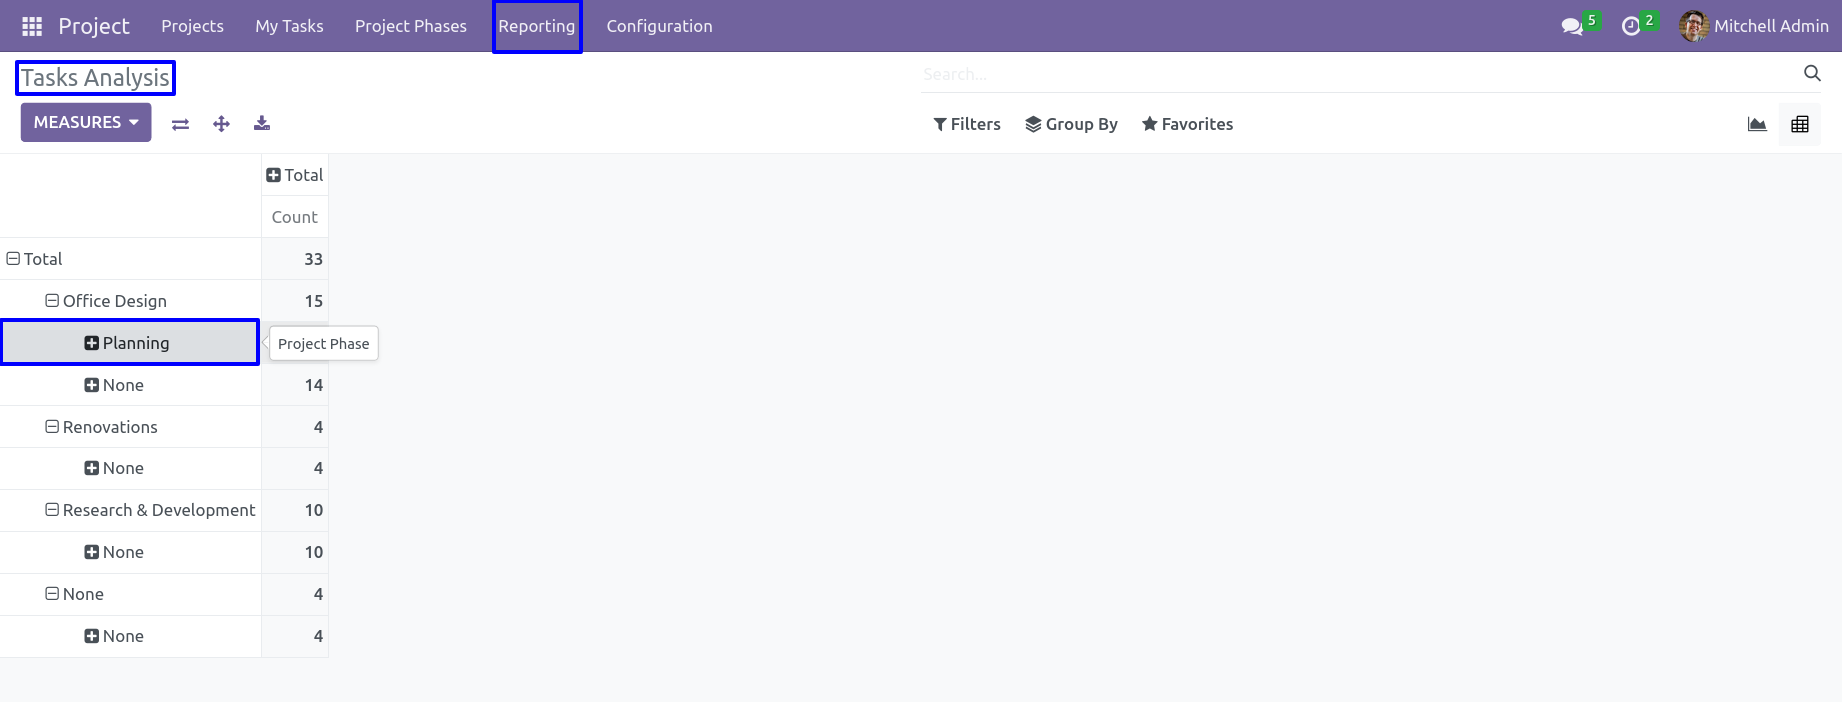 Project Projects My Tasks Project Phases Reporting Configuration 5 2 Mitchell Admin
Tasks Analysis Search...
MEASURES Filters Group By Favorites
Total
Count
Total 33
Office Design 15
Planning Project Phase
None 14
Renovations 4
None 4
Research & Development 10
None 10
None 4
None 4